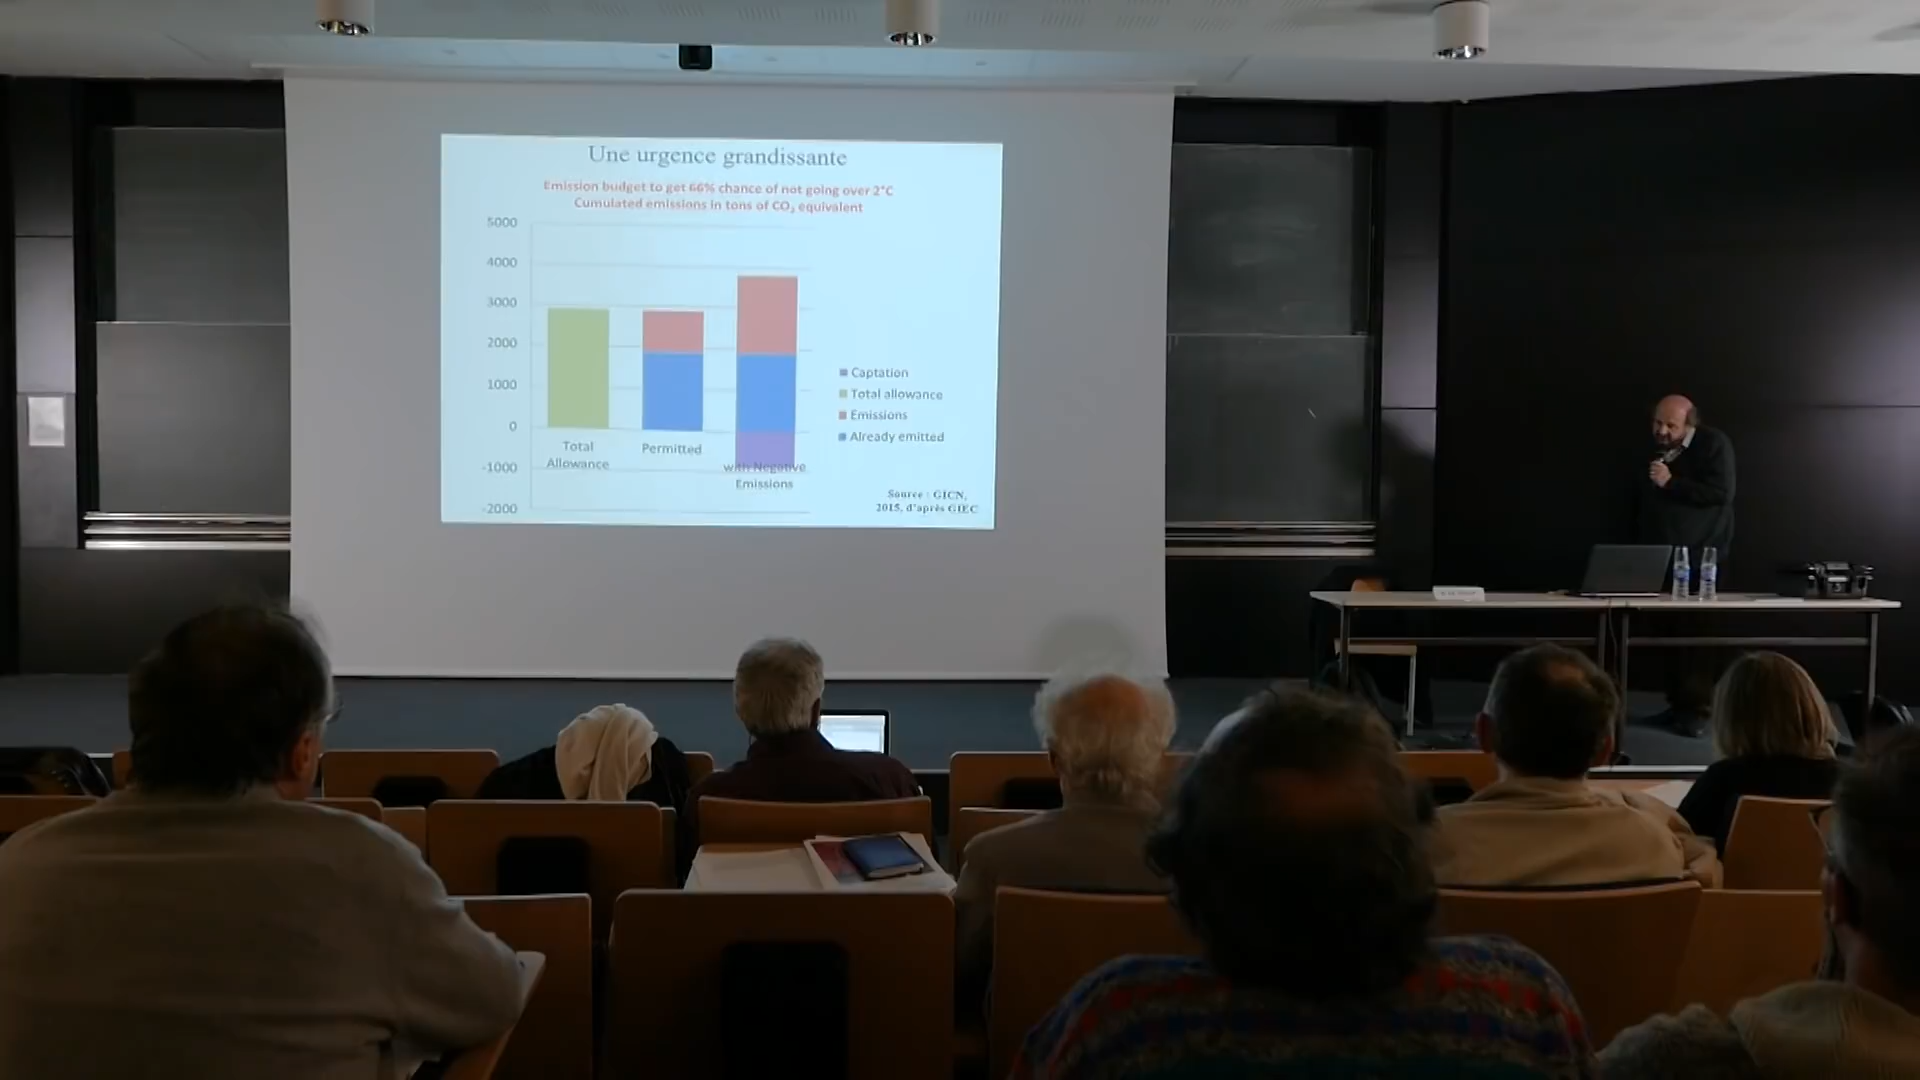 Une urgence grandissante
Emission budget to get 66% chance of not going over 2°C
Cumulated emissions in tons of CO₂ equivalent
5000
4000
3000
2000
1000
0
-1000
-2000
Total
Allowance
Permitted
with Negative
Emissions
Captation
Total allowance
Emissions
Already emitted
Source : GICN,
2015, d'après GIEC